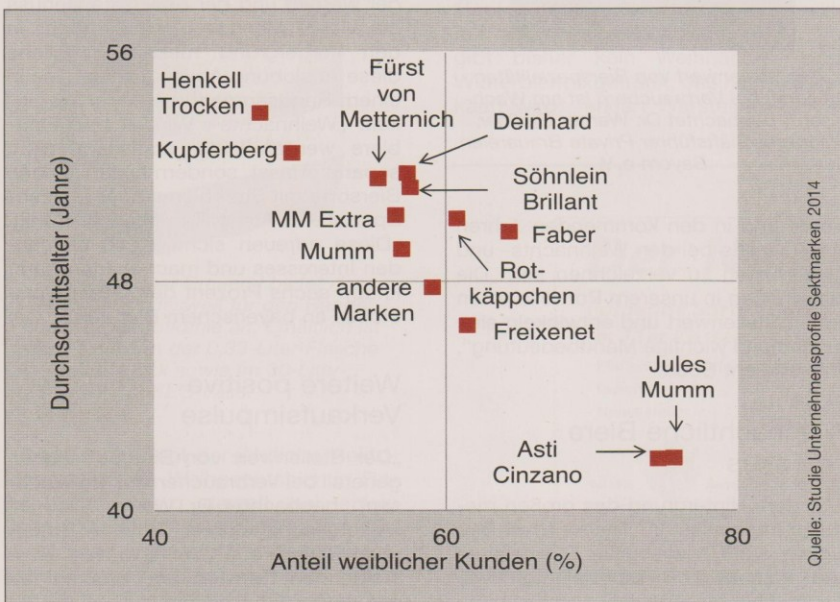 56
Henkell
Trocken
Fürst
von
Metternich
Deinhard
Kupferberg
Söhnlein
Brillant
MM Extra
Faber
Mumm
Rot-
käppchen
48
andere
Marken
Freixenet
Jules
Mumm
Asti
Cinzano
40
40
60
80
Durchschnittsalter (Jahre)
Anteil weiblicher Kunden (%)
Quelle: Studie Unternehmensprofile Sektmarken 2014